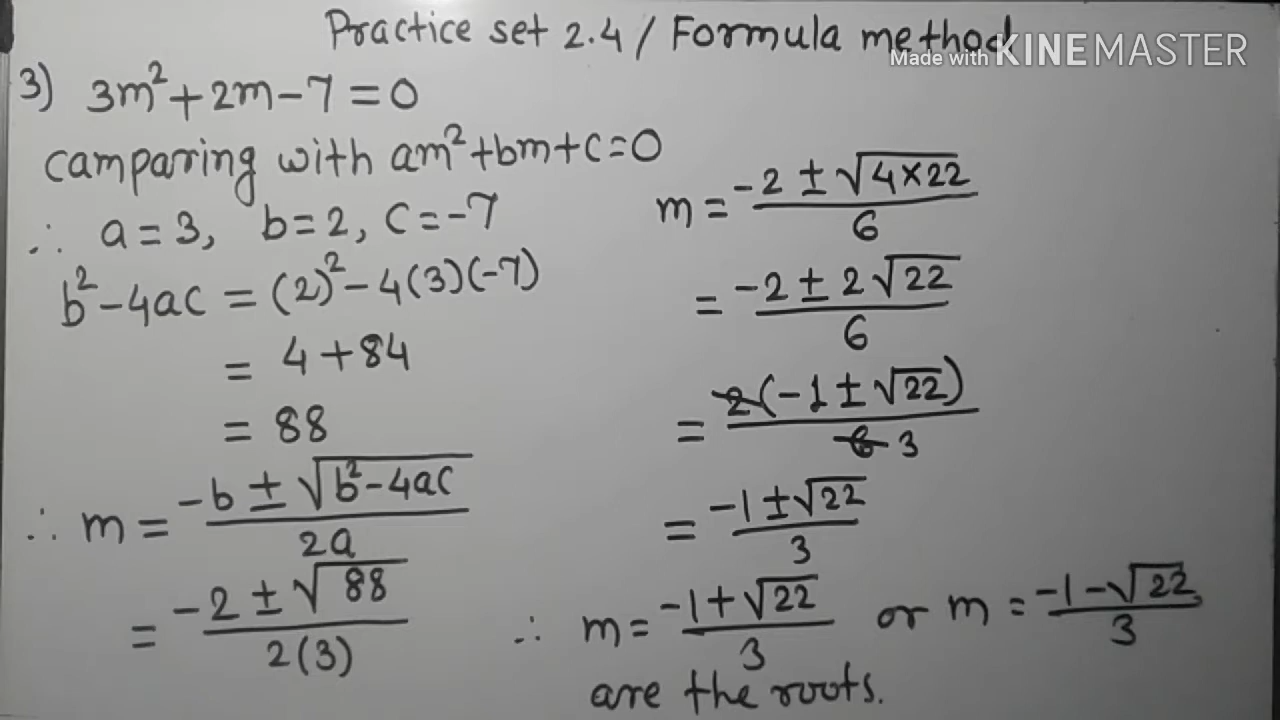 Practice set 2.4 / Formula method
Made with KINEMASTER
3) 3m² + 2m - 7 = 0
camparing with am² + bm + c = 0
∴ a = 3, b = 2, c = -7
b² - 4ac = (2)² - 4(3)(-7)
= 4 + 84
= 88
∴ m = -b ± √(b² - 4ac) / 2a
= -2 ± √88 / 2(3)
m = -2 ± √(4×22) / 6
= -2 ± 2√22 / 6
= 2(-1 ± √22) / 6 3
= -1 ± √22 / 3
∴ m = -1 + √22 / 3 or m = -1 - √22 / 3
are the roots.